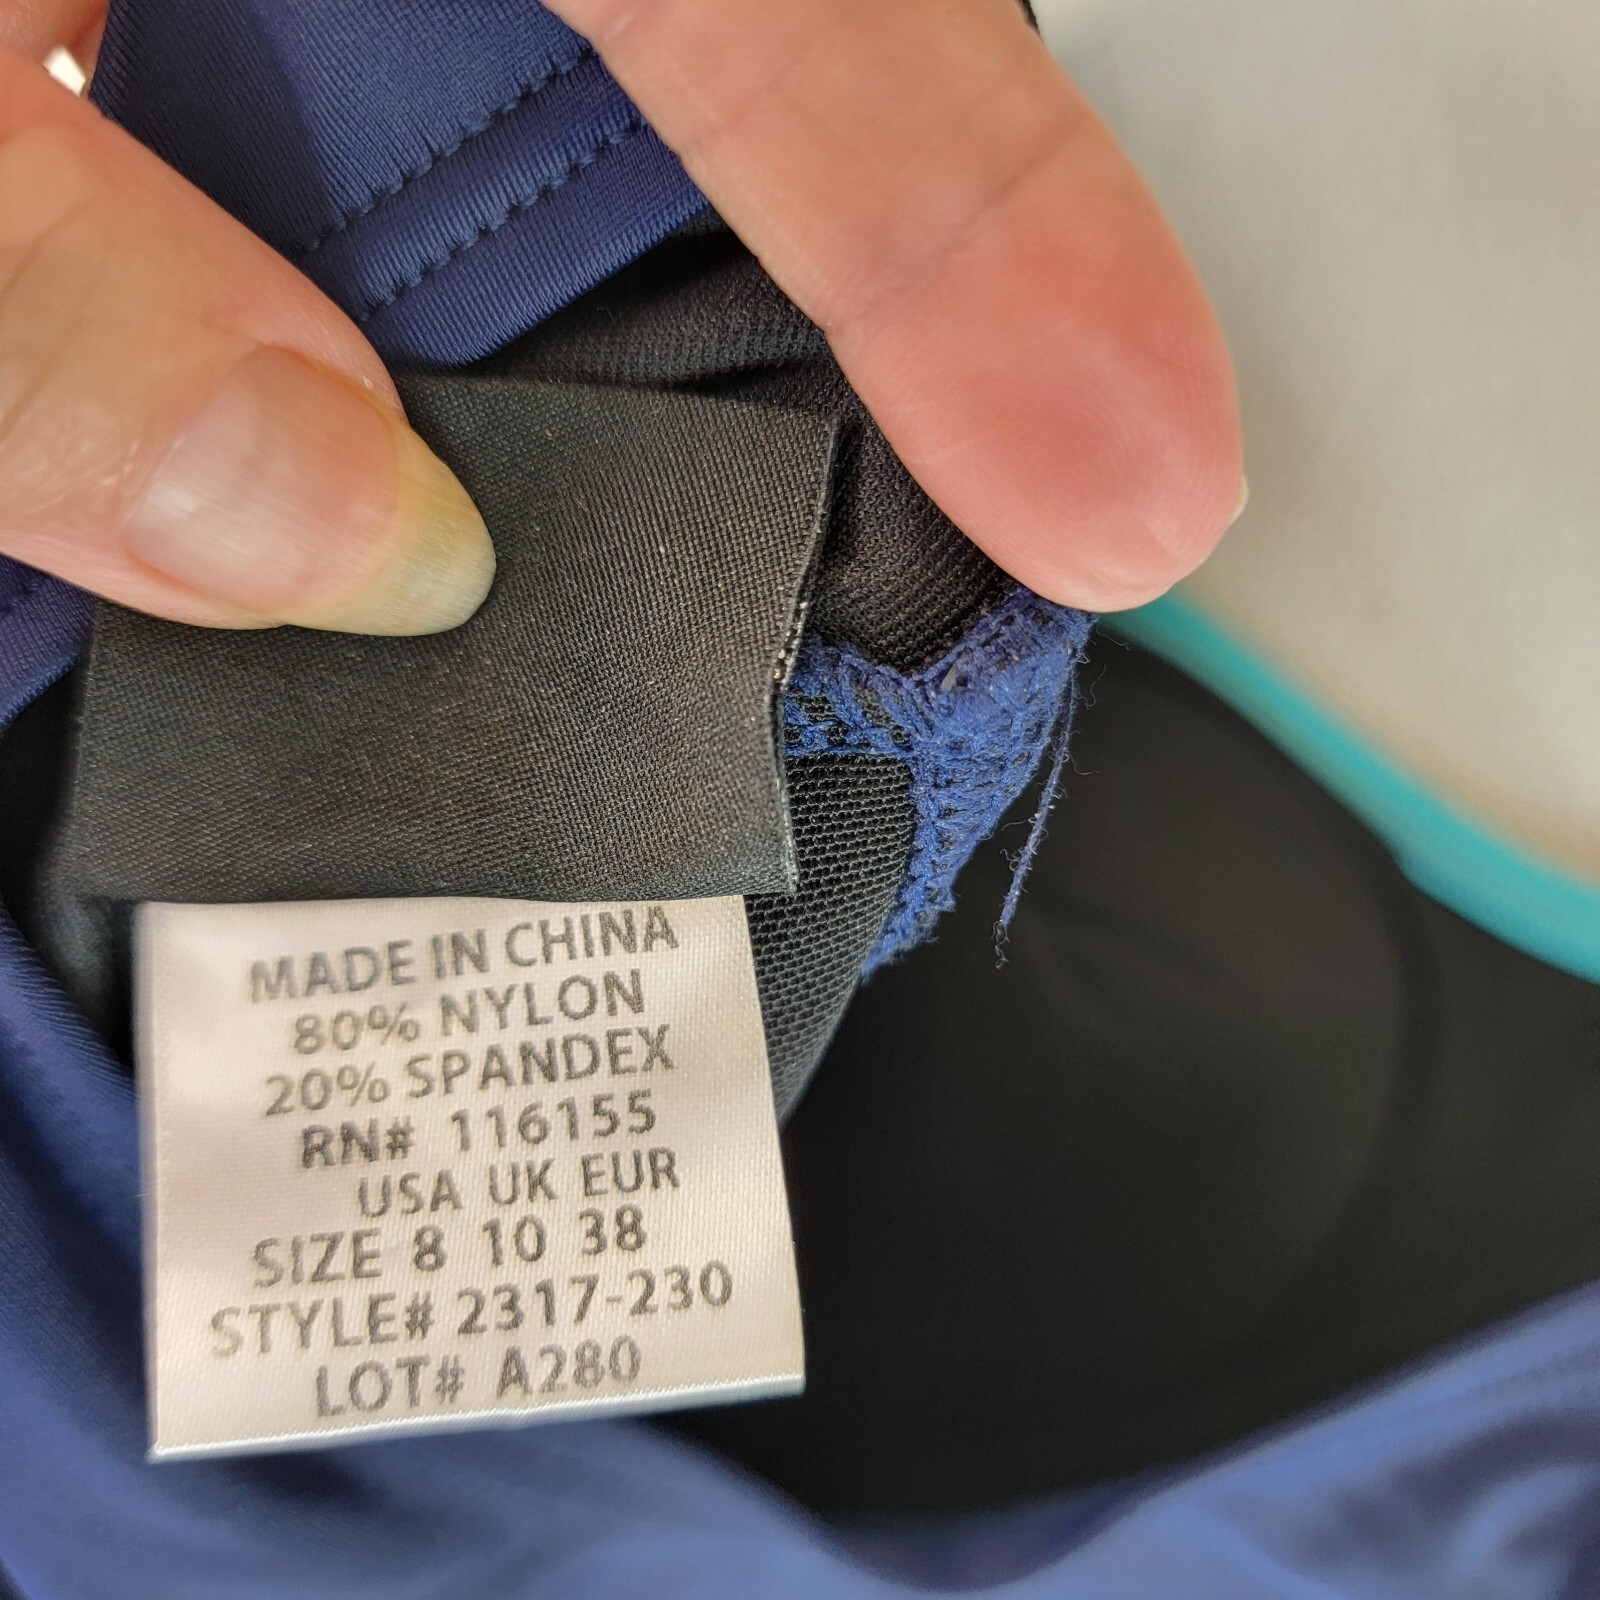 MADE IN CHINA
80% NYLON
20% SPANDEX
RN# 116155
USA UK EUR
SIZE 8 10 38
STYLE# 2317-230
LOT# A280